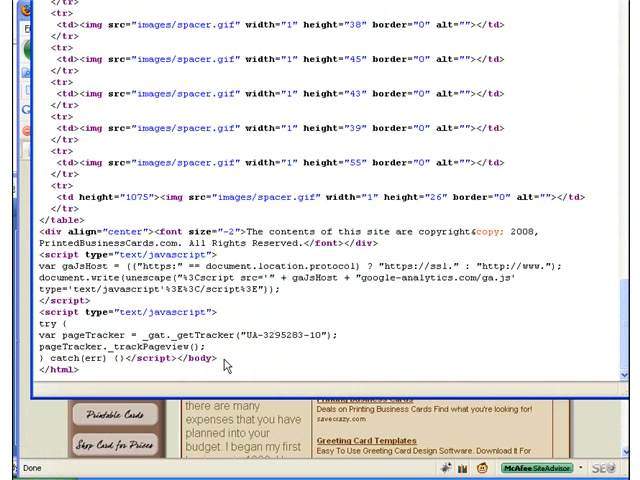 </tr>
<tr>
<td><img src="images/spacer.gif" width="1" height="38" border="0" alt=""></td>
</tr>
<tr>
<td><img src="images/spacer.gif" width="1" height="45" border="0" alt=""></td>
</tr>
<tr>
<td><img src="images/spacer.gif" width="1" height="43" border="0" alt=""></td>
</tr>
<tr>
<td><img src="images/spacer.gif" width="1" height="39" border="0" alt=""></td>
</tr>
<tr>
<td><img src="images/spacer.gif" width="1" height="55" border="0" alt=""></td>
</tr>
<tr>
<td height="1075"><img src="images/spacer.gif" width="1" height="26" border="0" alt=""></td>
</tr>
</table>
<div align="center"><font size="-2">The contents of this site are copyright&copy; 2008,
PrintedBusinessCards.com. All Rights Reserved.</font></div>
<script type="text/javascript">
var gaJsHost = (("https:" == document.location.protocol) ? "https://ssl." : "http://www.");
document.write(unescape("%3Cscript src='" + gaJsHost + "google-analytics.com/ga.js'
type='text/javascript'%3E%3C/script%3E"));
</script>
<script type="text/javascript">
try {
var pageTracker = _gat._getTracker("UA-3295283-10");
pageTracker._trackPageview();
} catch(err) {}</script></body>
</html>
Printable Cards
Shop Card for Prices
there are many
expenses that you have
planned into your
budget. I began my first
Deals on Printing Business Cards Find what you're looking for!
savecrazy.com
Greeting Card Templates
Easy To Use Greeting Card Design Software. Download It For
Done
McAfee SiteAdvisor